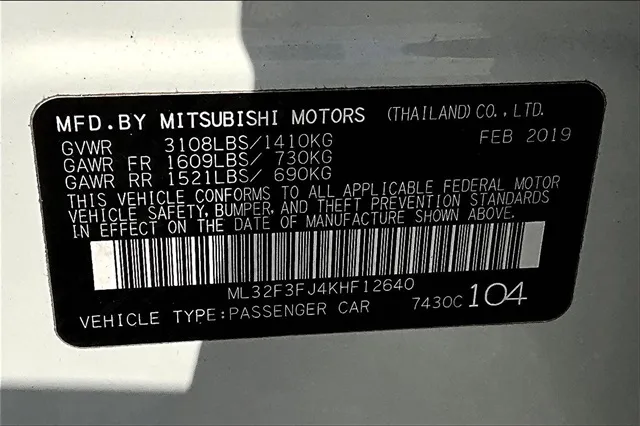 MFD.BY MITSUBISHI MOTORS (THAILAND) CO., LTD.
GVWR 3108LBS/1410KG FEB 2019
GAWR FR 1609LBS/ 730KG
GAWR RR 1521LBS/ 690KG
THIS VEHICLE CONFORMS TO ALL APPLICABLE FEDERAL MOTOR
VEHICLE SAFETY, BUMPER, AND THEFT PREVENTION STANDARDS
IN EFFECT ON THE DATE OF MANUFACTURE SHOWN ABOVE.
ML32F3FJ4KHF12640
VEHICLE TYPE:PASSENGER CAR 7430C 104